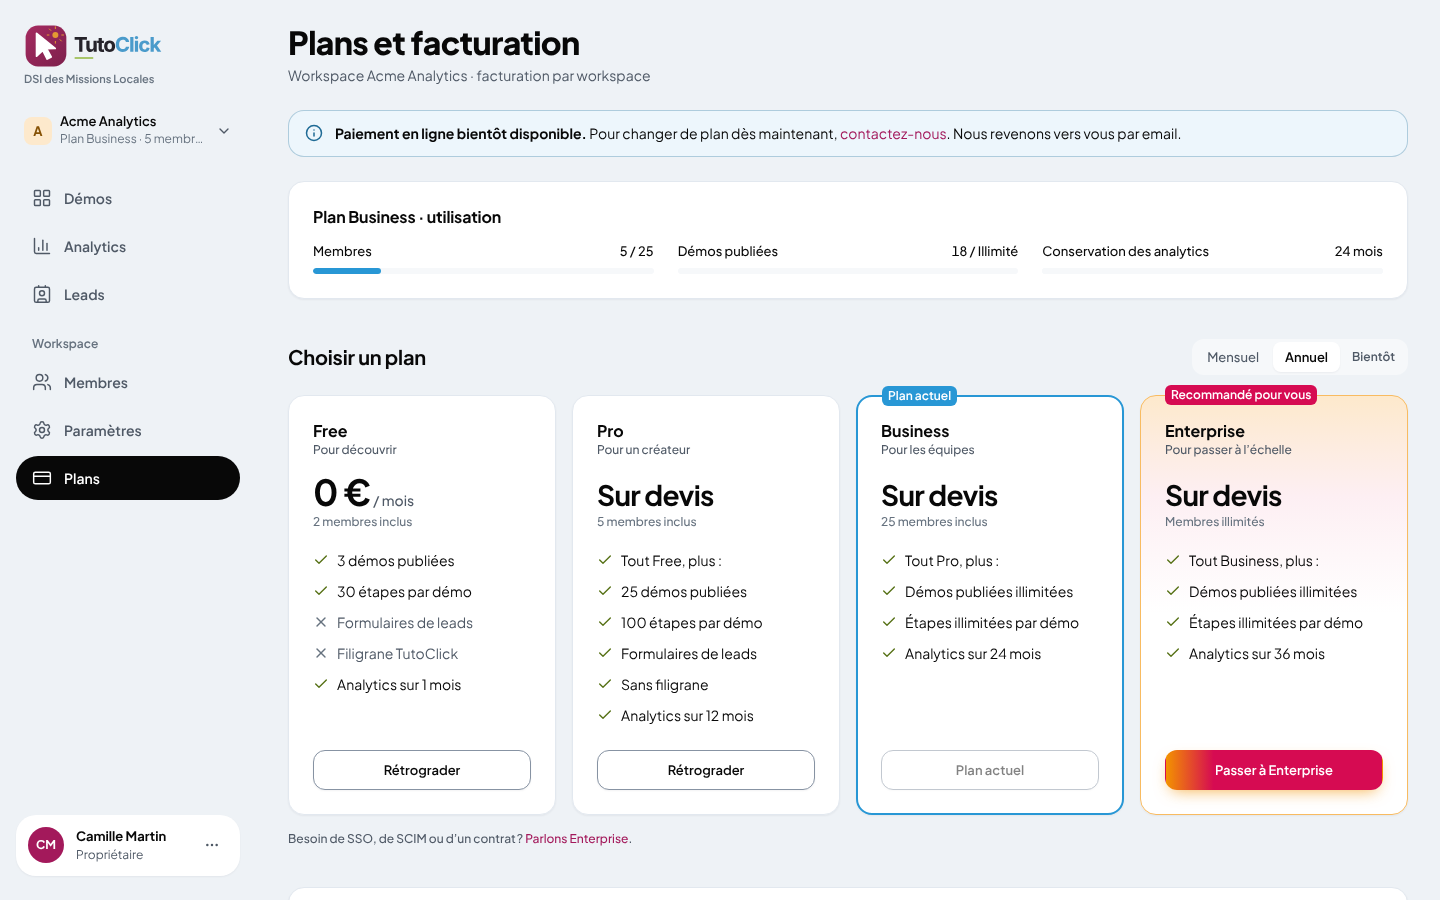 TutoClick
DSI des Missions Locales
A
Acme Analytics
Plan Business · 5 membr...
Démos
Analytics
Leads
Workspace
Membres
Paramètres
Plans
CM
Camille Martin
Propriétaire
Plans et facturation
Workspace Acme Analytics · facturation par workspace
Paiement en ligne bientôt disponible. Pour changer de plan dès maintenant, contactez-nous. Nous revenons vers vous par email.
Plan Business · utilisation
Membres 5 / 25
Démos publiées 18 / Illimité
Conservation des analytics 24 mois
Choisir un plan
Mensuel Annuel Bientôt
Free
Pour découvrir
0 € / mois
2 membres inclus
3 démos publiées
30 étapes par démo
Formulaires de leads
Filigrane TutoClick
Analytics sur 1 mois
Rétrograder
Pro
Pour un créateur
Sur devis
5 membres inclus
Tout Free, plus :
25 démos publiées
100 étapes par démo
Formulaires de leads
Sans filigrane
Analytics sur 12 mois
Rétrograder
Plan actuel
Business
Pour les équipes
Sur devis
25 membres inclus
Tout Pro, plus :
Démos publiées illimitées
Étapes illimitées par démo
Analytics sur 24 mois
Plan actuel
Recommandé pour vous
Enterprise
Pour passer à l'échelle
Sur devis
Membres illimités
Tout Business, plus :
Démos publiées illimitées
Étapes illimitées par démo
Analytics sur 36 mois
Passer à Enterprise
Besoin de SSO, de SCIM ou d'un contrat ? Parlons Enterprise.